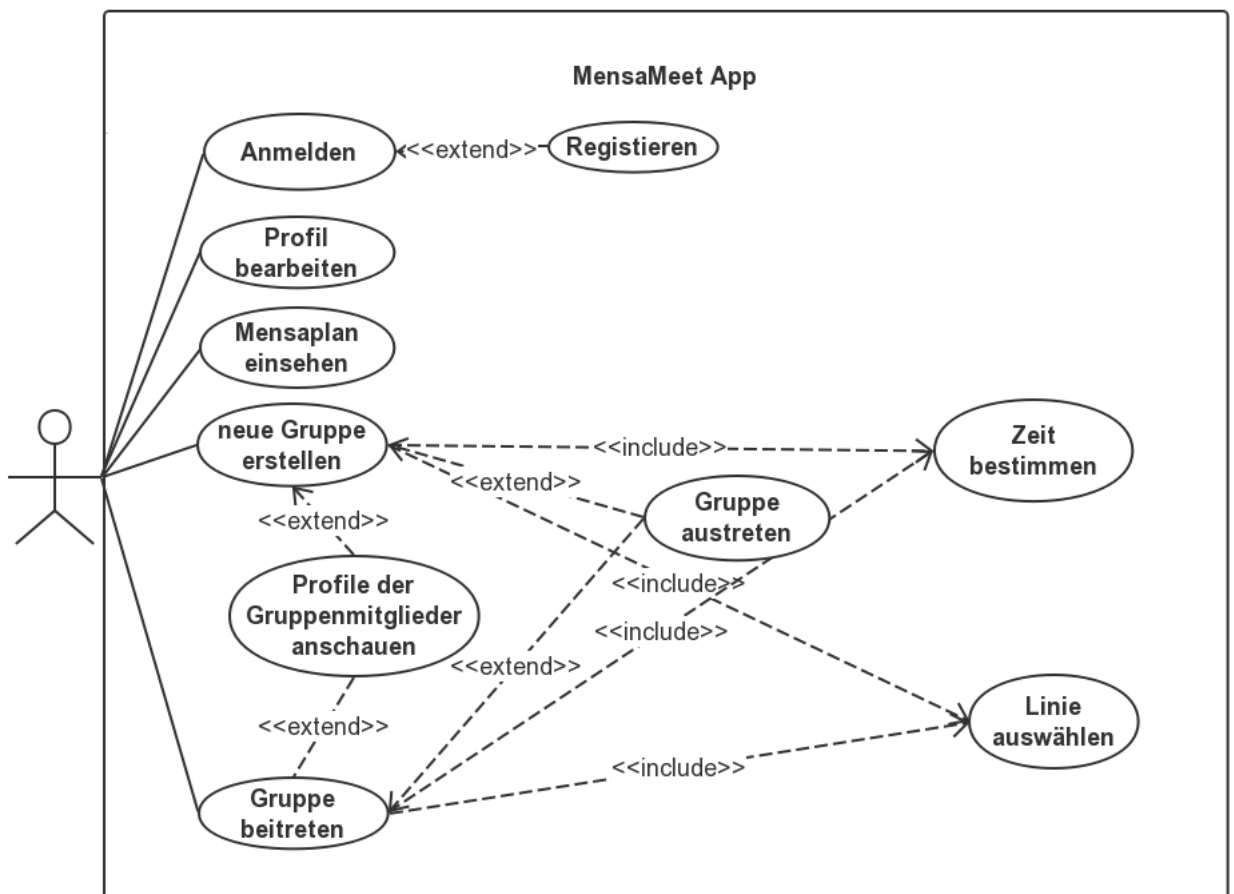 MensaMeet App
Anmelden
<<extend>>
Registieren
Profil
bearbeiten
Mensaplan
einsehen
neue Gruppe
erstellen
<<include>>
Zeit
bestimmen
<<extend>>
Gruppe
austreten
<<extend>>
Profile der
Gruppenmitglieder
anschauen
<<include>>
<<include>>
<<extend>>
<<extend>>
Linie
auswählen
<<include>>
Gruppe
beitreten